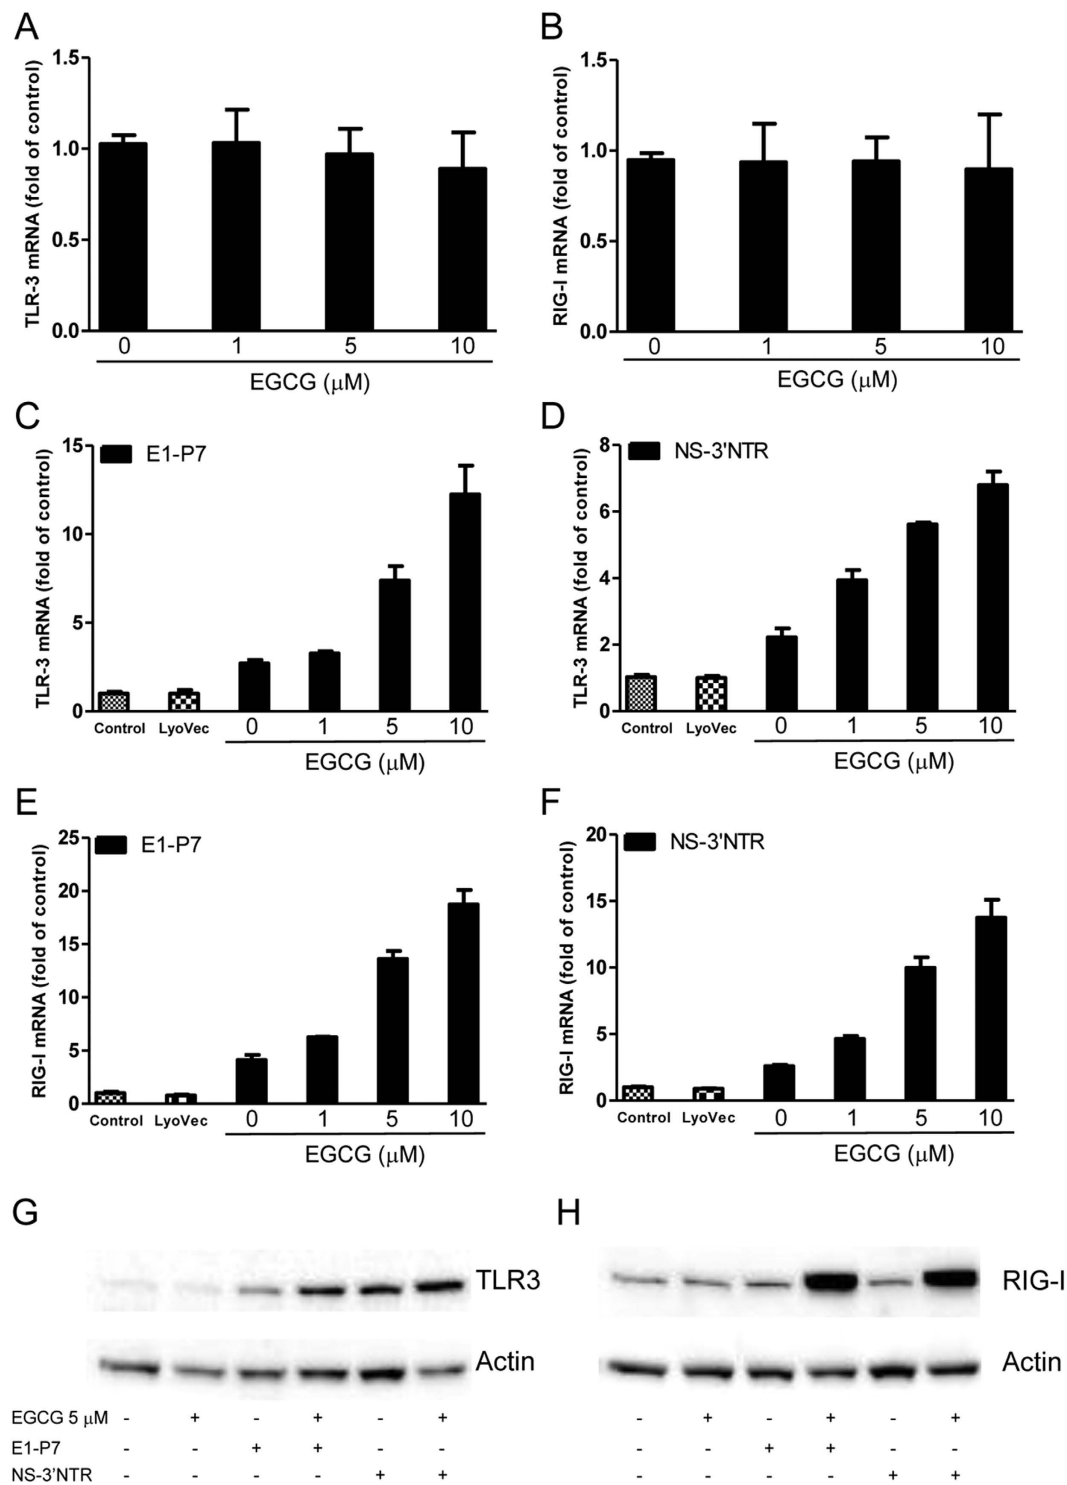 A
TLR-3 mRNA (fold of control)
1.5
1.0
0.5
0.0
0 1 5 10
EGCG (μM)
B
RIG-I mRNA (fold of control)
1.5
1.0
0.5
0.0
0 1 5 10
EGCG (μM)
C
TLR-3 mRNA (fold of control)
15
10
5
0
E1-P7
Control LyoVec 0 1 5 10
EGCG (μM)
D
TLR-3 mRNA (fold of control)
8
6
4
2
0
NS-3'NTR
Control LyoVec 0 1 5 10
EGCG (μM)
E
RIG-I mRNA (fold of control)
25
20
15
10
5
0
E1-P7
Control LyoVec 0 1 5 10
EGCG (μM)
F
RIG-I mRNA (fold of control)
20
15
10
5
0
NS-3'NTR
Control LyoVec 0 1 5 10
EGCG (μM)
G
TLR3
Actin
EGCG 5 μM - + - + - +
E1-P7 - - + + - -
NS-3'NTR - - - - + +
H
RIG-I
Actin
- + - + - +
- - + + - -
- - - - + +